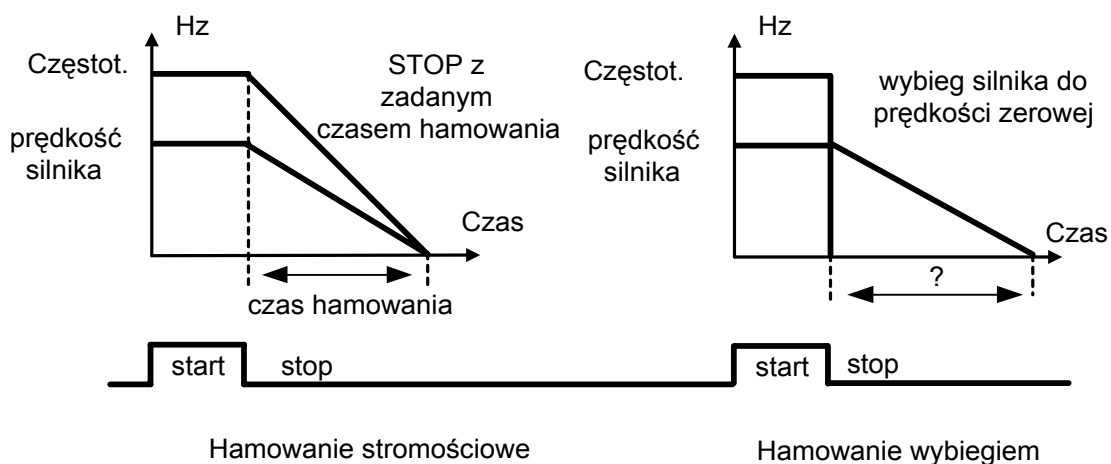 Hz
Częstot.
STOP z
zadanym
czasem hamowania
prędkość
silnika
Czas
czas hamowania
start
stop
Hamowanie stromościowe
Hz
Częstot.
wybieg silnika do
prędkości zerowej
prędkość
silnika
Czas
?
start
stop
Hamowanie wybiegiem